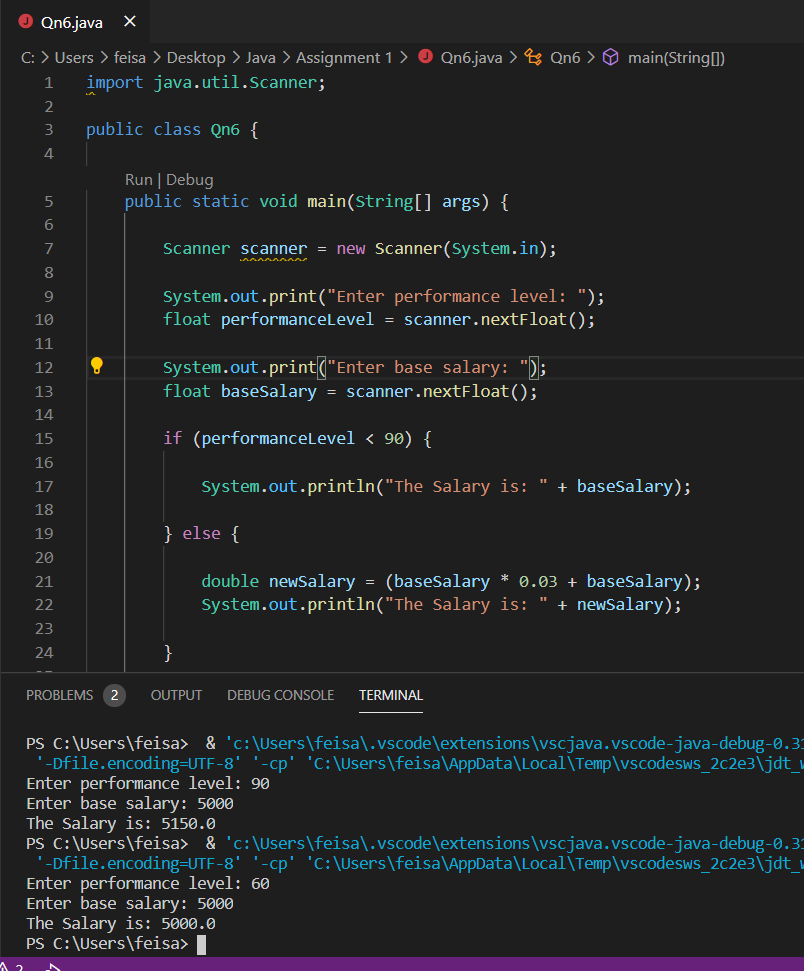 J Qn6.java ×
C: > Users > feisa > Desktop > Java > Assignment 1 > J Qn6.java > Qn6 > main(String[])
1 import java.util.Scanner;
2
3 public class Qn6 {
4
Run | Debug
5 public static void main(String[] args) {
6
7 Scanner scanner = new Scanner(System.in);
8
9 System.out.print("Enter performance level: ");
10 float performanceLevel = scanner.nextFloat();
11
12 System.out.print("Enter base salary: ");
13 float baseSalary = scanner.nextFloat();
14
15 if (performanceLevel < 90) {
16
17 System.out.println("The Salary is: " + baseSalary);
18
19 } else {
20
21 double newSalary = (baseSalary * 0.03 + baseSalary);
22 System.out.println("The Salary is: " + newSalary);
23
24 }
PROBLEMS 2 OUTPUT DEBUG CONSOLE TERMINAL
PS C:\Users\feisa> & 'c:\Users\feisa\.vscode\extensions\vscjava.vscode-java-debug-0.31
'-Dfile.encoding=UTF-8' '-cp' 'C:\Users\feisa\AppData\Local\Temp\vscodesws_2c2e3\jdt_w
Enter performance level: 90
Enter base salary: 5000
The Salary is: 5150.0
PS C:\Users\feisa> & 'c:\Users\feisa\.vscode\extensions\vscjava.vscode-java-debug-0.31
'-Dfile.encoding=UTF-8' '-cp' 'C:\Users\feisa\AppData\Local\Temp\vscodesws_2c2e3\jdt_w
Enter performance level: 60
Enter base salary: 5000
The Salary is: 5000.0
PS C:\Users\feisa>